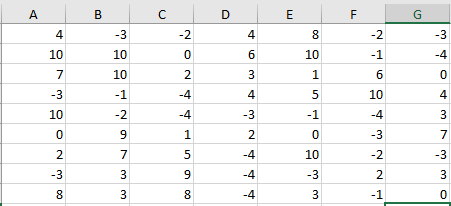 A B C D E F G
4 -3 -2 4 8 -2 -3
10 10 0 6 10 -1 -4
7 10 2 3 1 6 0
-3 -1 -4 4 5 10 4
10 -2 -4 -3 -1 -4 3
0 9 1 2 0 -3 7
2 7 5 -4 10 -2 -3
-3 3 9 -4 -3 2 3
8 3 8 -4 3 -1 0